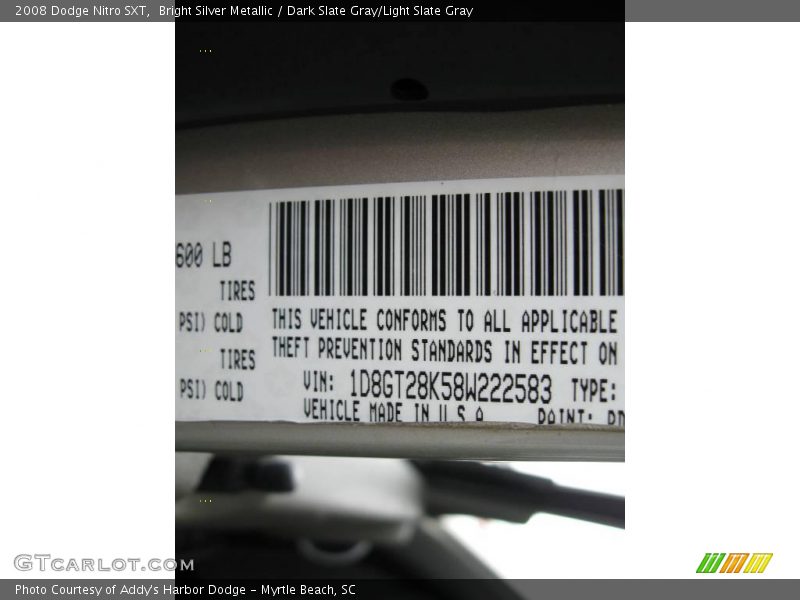 2008 Dodge Nitro SXT,  Bright Silver Metallic / Dark Slate Gray/Light Slate Gray
600 LB
TIRES
PSI) COLD
TIRES
PSI) COLD
THIS VEHICLE CONFORMS TO ALL APPLICABLE
THEFT PREVENTION STANDARDS IN EFFECT ON
VIN: 1D8GT28K58W222583 TYPE:
VEHICLE MADE IN U.S.A. PAINT:
GTCARLOT.COM
Photo Courtesy of Addy's Harbor Dodge - Myrtle Beach, SC